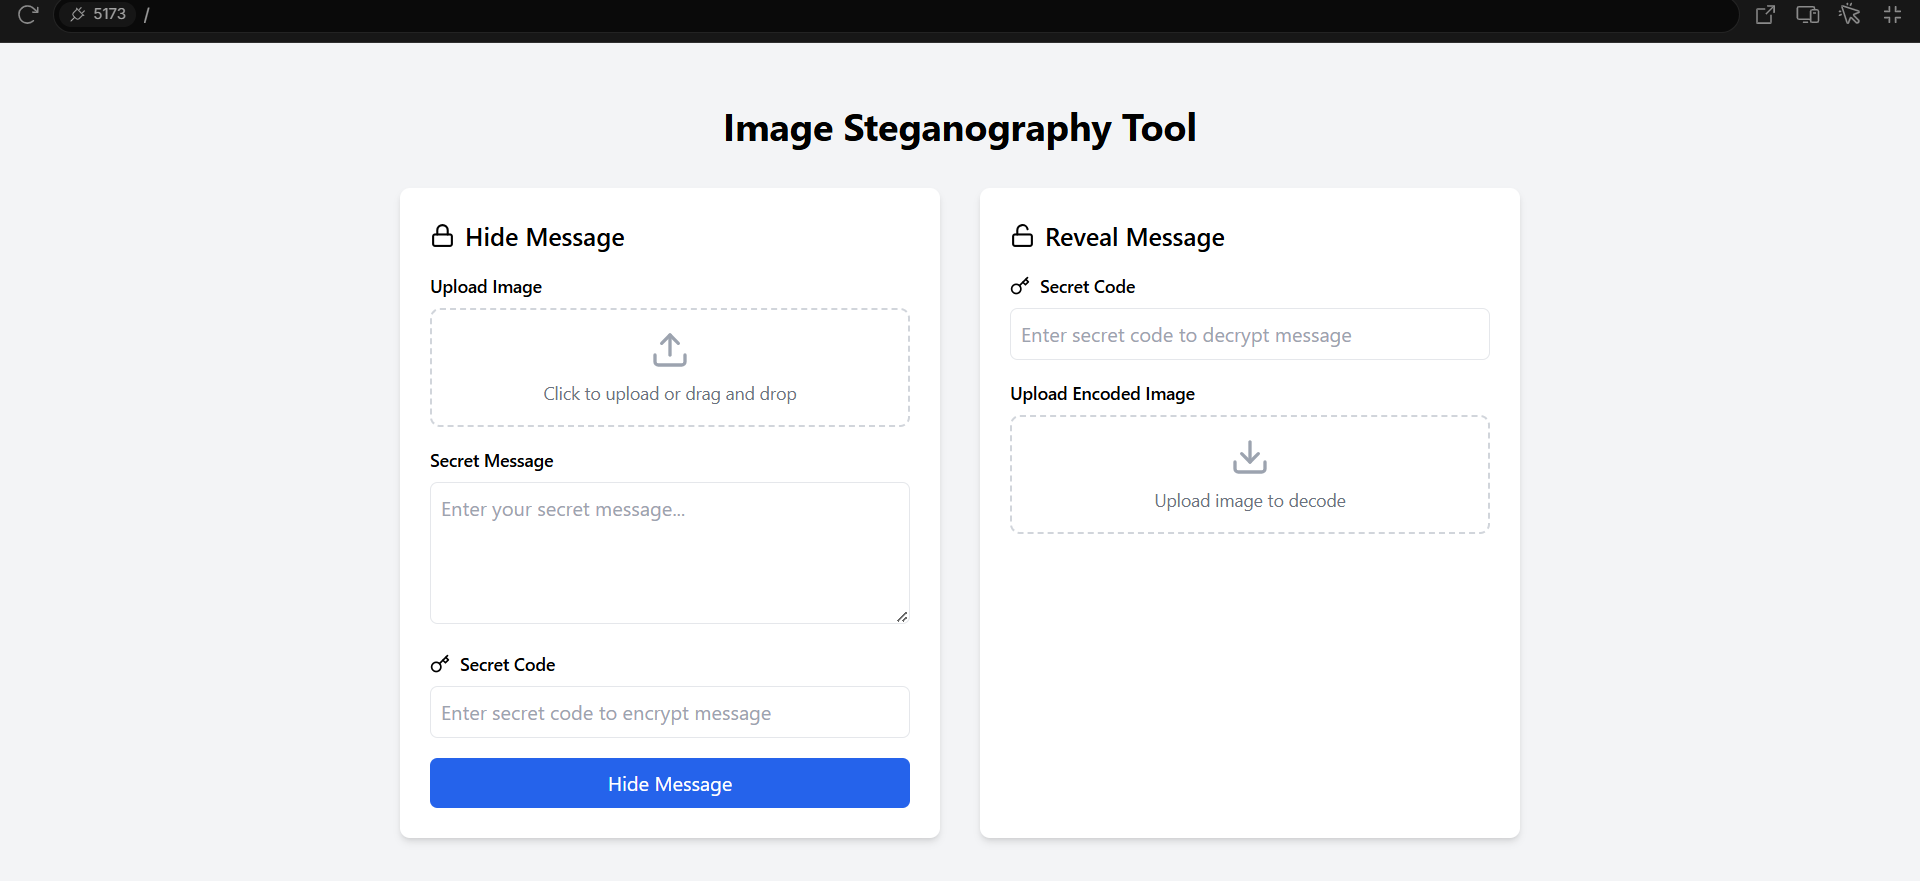 5173 /
Image Steganography Tool
Hide Message
Upload Image
Click to upload or drag and drop
Secret Message
Enter your secret message...
Secret Code
Enter secret code to encrypt message
Hide Message
Reveal Message
Secret Code
Enter secret code to decrypt message
Upload Encoded Image
Upload image to decode